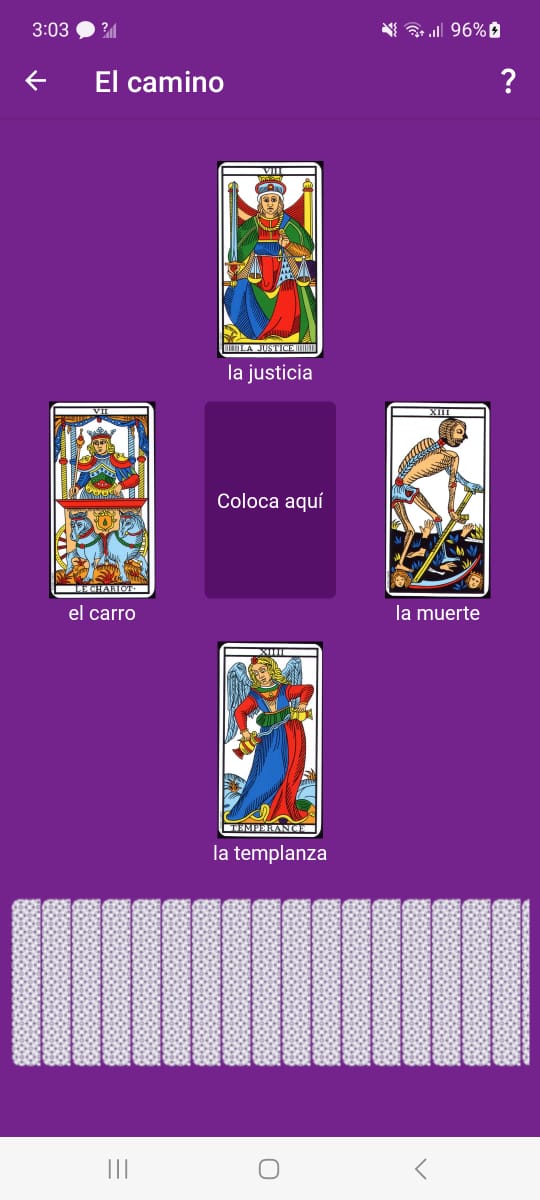 3:03
96%
El camino
?
VIII
LA JUSTICE
la justicia
VII
LE CHARIOT
el carro
Coloca aquí
XIII
la muerte
XIIII
TEMPERANCE
la templanza